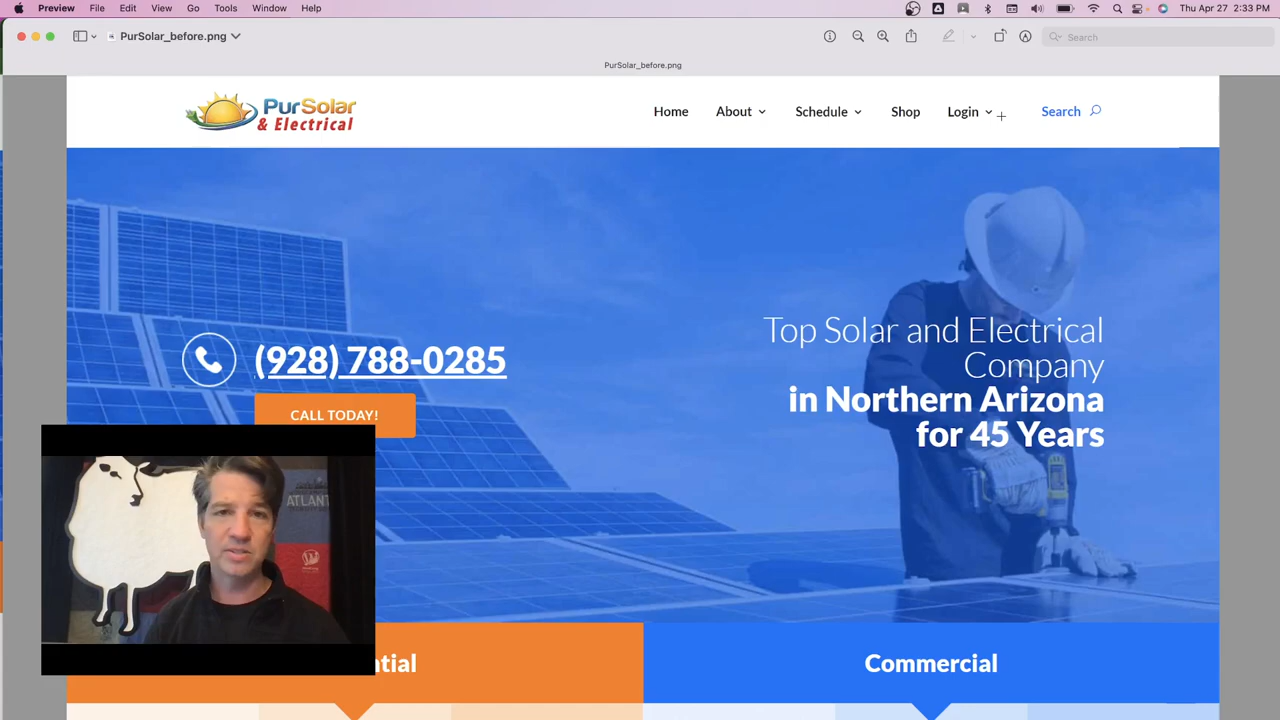 Preview File Edit View Go Tools Window Help
Thu Apr 27 2:33 PM
PurSolar_before.png
Search
PurSolar_before.png
PurSolar
& Electrical
Home About Schedule Shop Login Search
(928) 788-0285
CALL TODAY!
Top Solar and Electrical
Company
in Northern Arizona
for 45 Years
ATLANT
ntial
Commercial